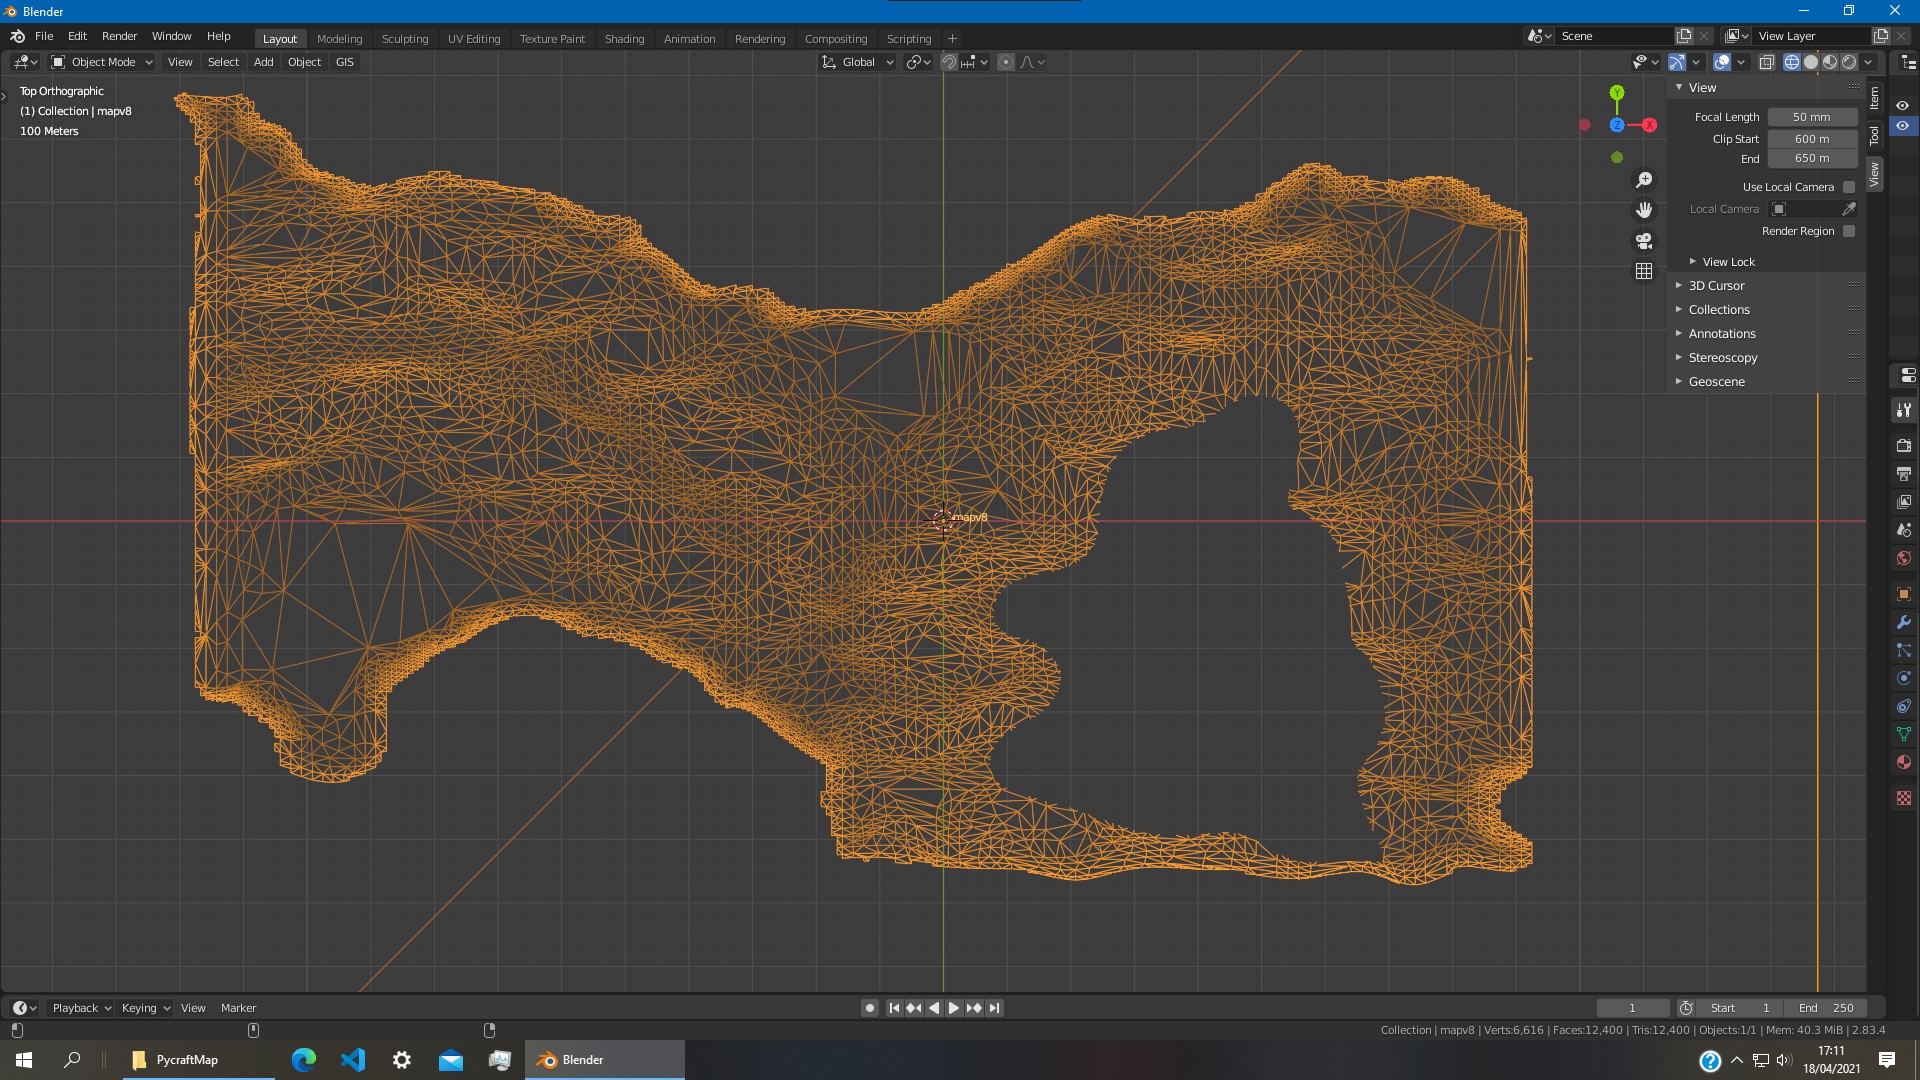 Blender
File Edit Render Window Help Layout Modeling Sculpting UV Editing Texture Paint Shading Animation Rendering Compositing Scripting + Scene View Layer
Object Mode View Select Add Object GIS Global
Top Orthographic
(1) Collection | mapv8
100 Meters
mapv8
Y
Z
X
View
Focal Length 50 mm
Clip Start 600 m
End 650 m
Use Local Camera
Local Camera
Render Region
View Lock
3D Cursor
Collections
Annotations
Stereoscopy
Geoscene
Item
Tool
View
Playback Keying View Marker 1 Start 1 End 250
Collection | mapv8 | Verts:6,616 | Faces:12,400 | Tris:12,400 | Objects:1/1 | Mem: 40.3 MiB | 2.83.4
PycraftMap Blender
17:11
18/04/2021